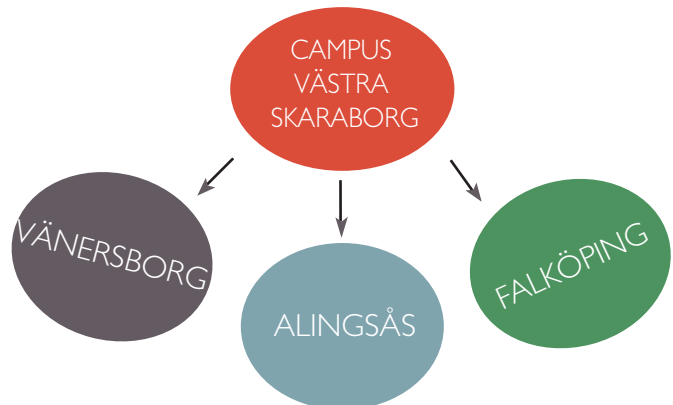 CAMPUS
VÄSTRA
SKARABORG
VÄNERSBORG
ALINGSÅS
FALKÖPING